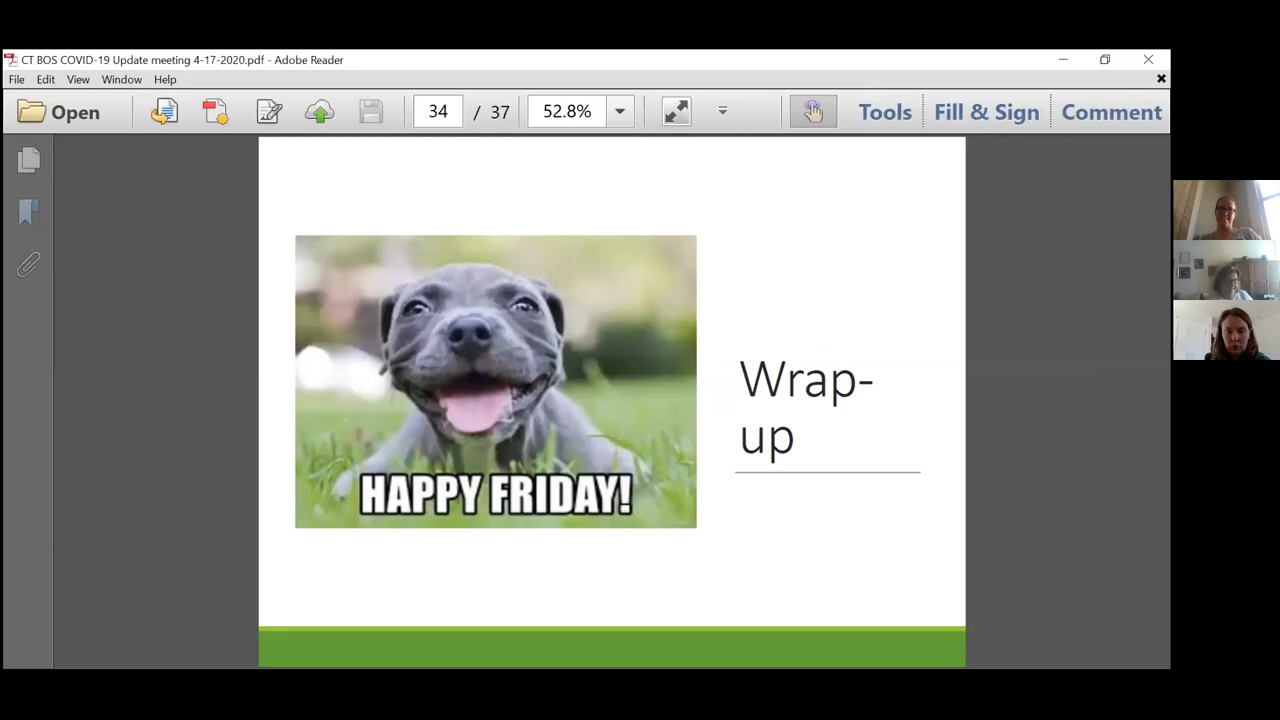 CT BOS COVID-19 Update meeting 4-17-2020.pdf - Adobe Reader
File Edit View Window Help
Open 34 / 37 52.8% Tools Fill & Sign Comment
Wrap-
up
HAPPY FRIDAY!